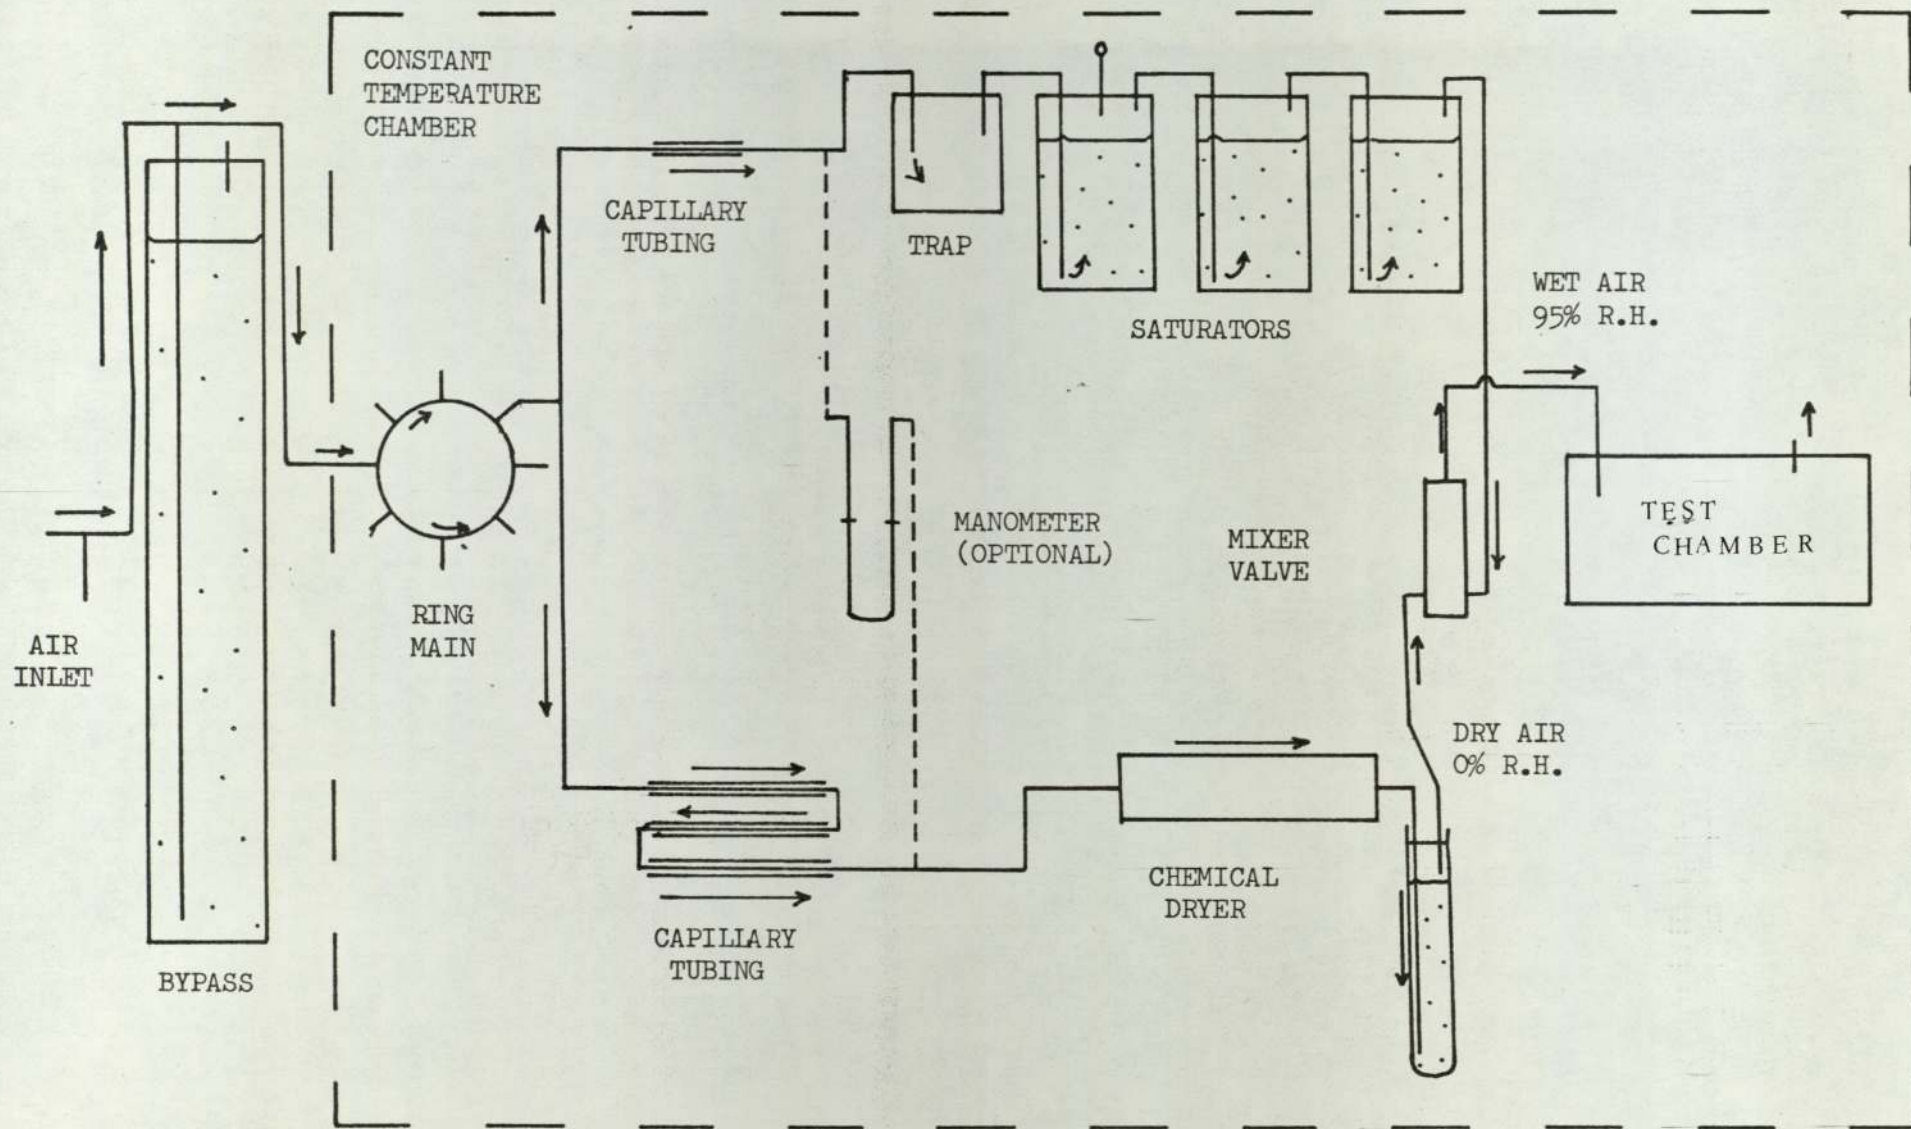 CONSTANT
TEMPERATURE
CHAMBER
CAPILLARY
TUBING
TRAP
SATURATORS
WET AIR
95% R.H.
AIR
INLET
RING
MAIN
MANOMETER
(OPTIONAL)
MIXER
VALVE
TEST
CHAMBER
DRY AIR
0% R.H.
BYPASS
CAPILLARY
TUBING
CHEMICAL
DRYER